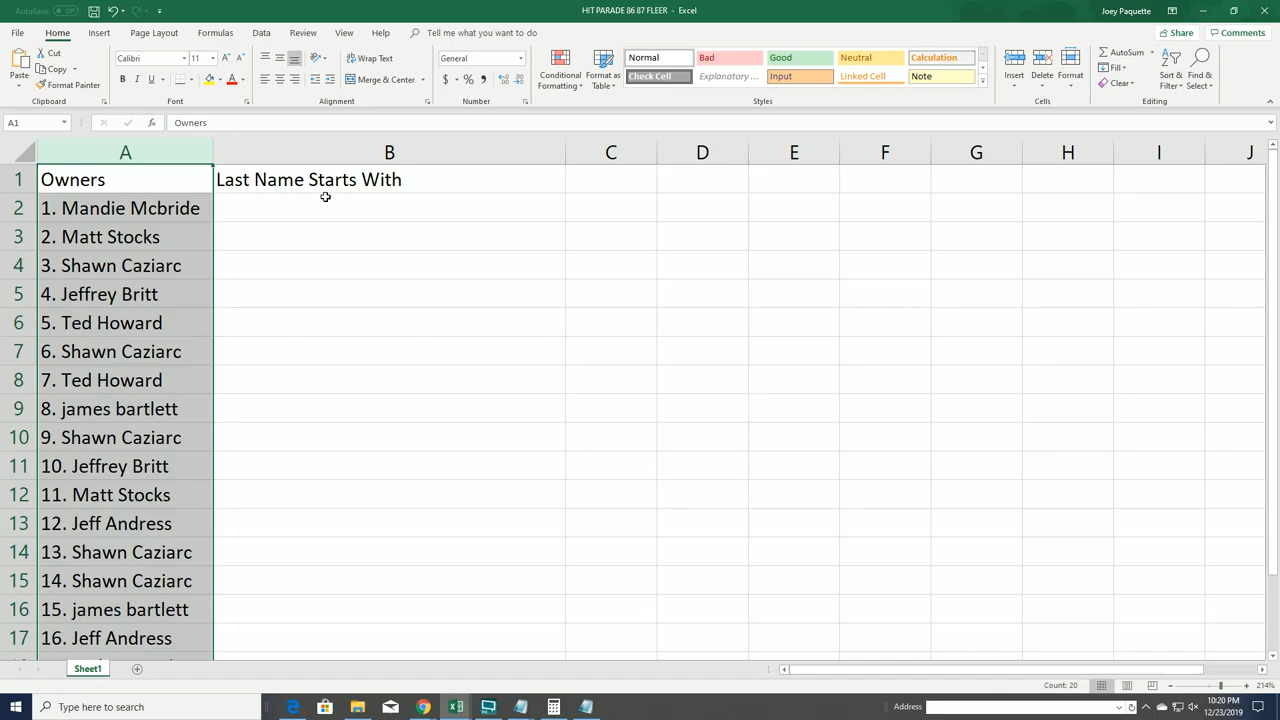 AutoSave Off
HIT PARADE 86 87 FLEER - Excel
Joey Paquette
File Home Insert Draw Page Layout Formulas Data Review View Help Tell me what you want to do
Share Comments
Paste
Cut
Copy
Format Painter
Clipboard
Calibri 11
B I U
Font
Wrap Text
Merge & Center
Alignment
General
$ % ,
Number
Conditional Formatting
Format as Table
Normal Bad Good Neutral Calculation
Check Cell Explanatory ... Input Linked Cell Note
Styles
Insert Delete Format
Cells
AutoSum
Fill
Clear
Sort & Filter
Find & Select
Editing
A1 fx Owners
A B C D E F G H I J
1 Owners Last Name Starts With
2 1. Mandie Mcbride
3 2. Matt Stocks
4 3. Shawn Caziarc
5 4. Jeffrey Britt
6 5. Ted Howard
7 6. Shawn Caziarc
8 7. Ted Howard
9 8. james bartlett
10 9. Shawn Caziarc
11 10. Jeffrey Britt
12 11. Matt Stocks
13 12. Jeff Andress
14 13. Shawn Caziarc
15 14. Shawn Caziarc
16 15. james bartlett
17 16. Jeff Andress
Sheet1
Count: 20
214%
Type here to search
Address
10:20 PM
12/23/2019